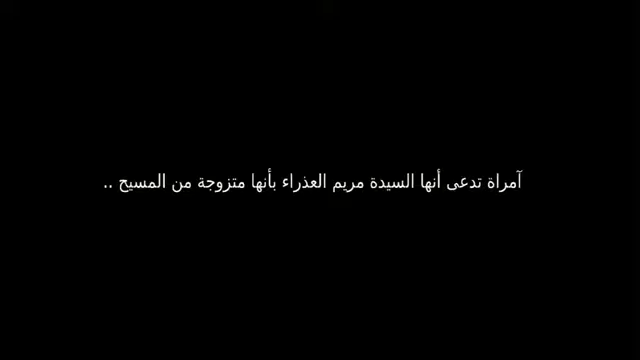 آمراة تدعى أنها السيدة مريم العذراء بأنها متزوجة من المسيح ..